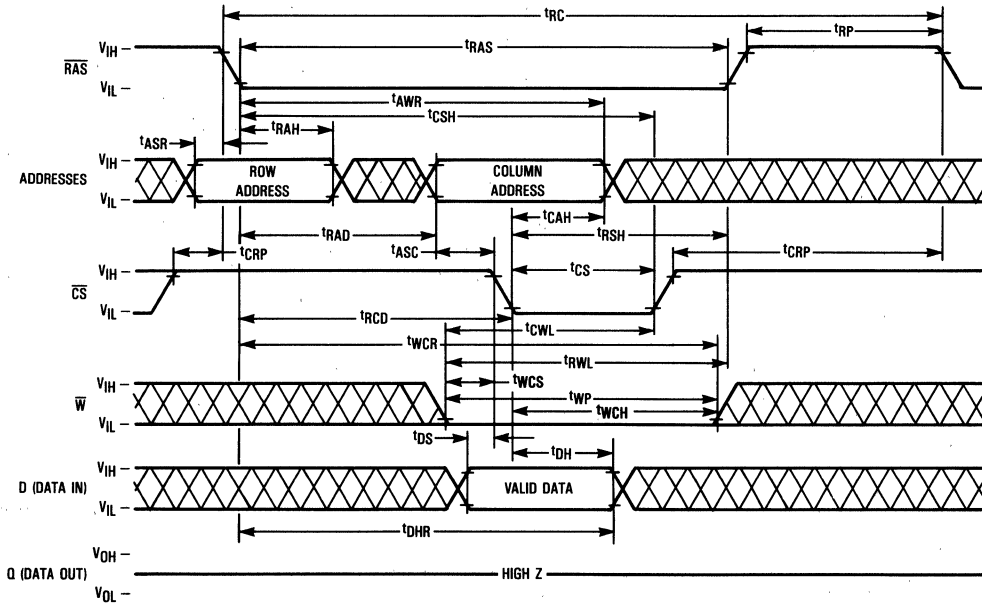 tRC
tRP
tRAS
VIH
RAS
VIL
tAWR
tCSH
tRAH
tASR
VIH
ADDRESSES
VIL
ROW
ADDRESS
COLUMN
ADDRESS
tCAH
tRSH
tRAD
tASC
tCRP
tCRP
tCS
VIH
CS
VIL
tRCD
tCWL
tWCR
tRWL
VIH
W
VIL
tWCS
tWP
tWCH
tDS
tDH
VIH
D (DATA IN)
VIL
VALID DATA
tDHR
VOH
Q (DATA OUT)
HIGH Z
VOL